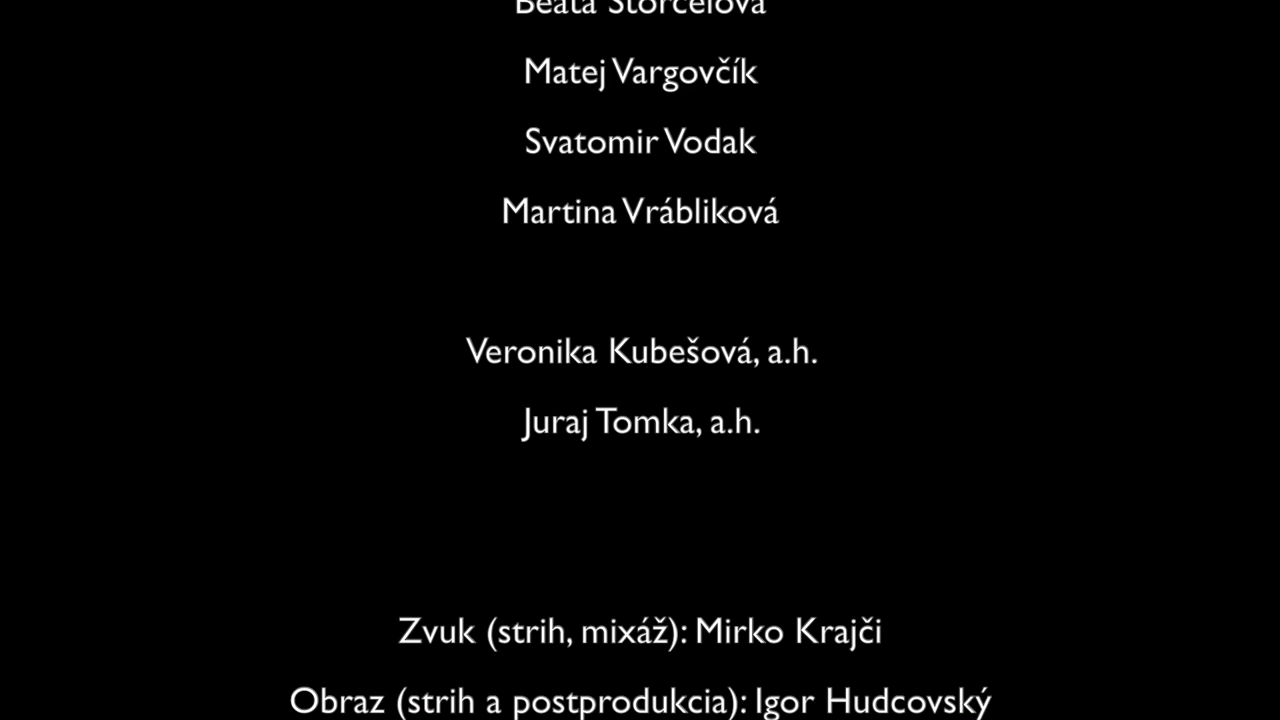 Beata
Matej Vargovčík
Svatomir Vodak
Martina Vrábliková
Veronika Kubešová, a.h.
Juraj Tomka, a.h.
Zvuk (strih, mixáž): Mirko Krajči
Obraz (strih a postprodukcia): Igor Hudcovský